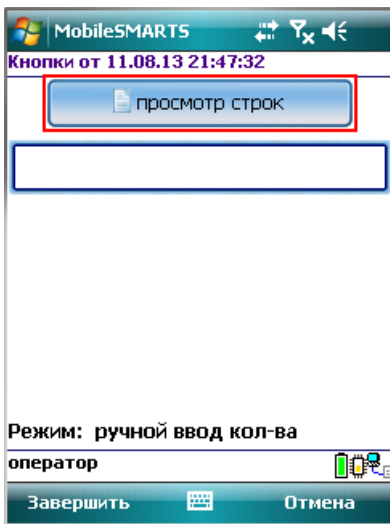 MobileSMARTS
Кнопки от 11.08.13 21:47:32
просмотр строк
Режим: ручной ввод кол-ва
оператор
Завершить
Отмена